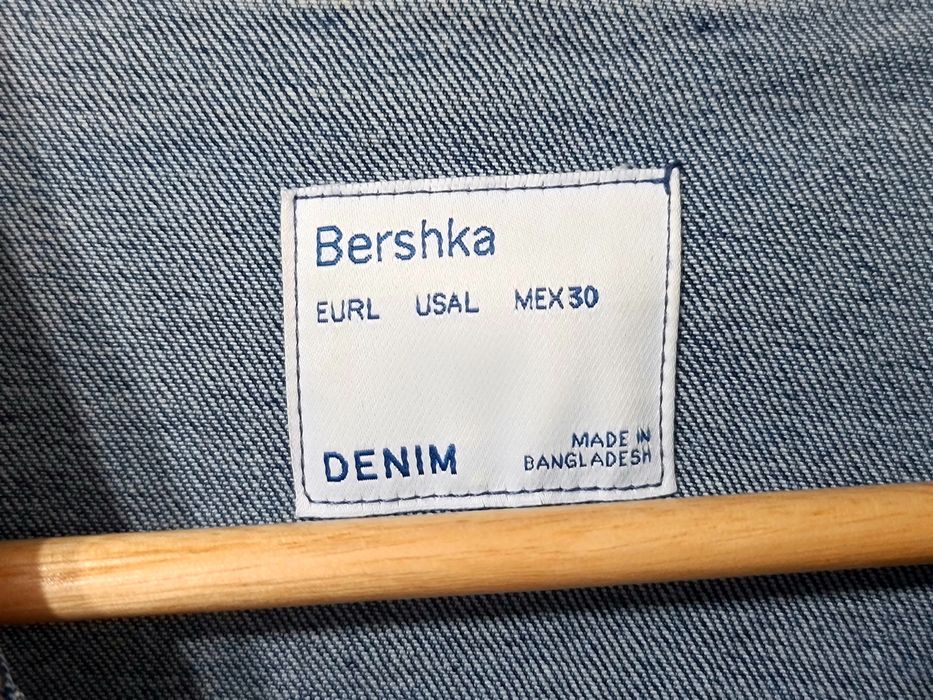 Bershka
EURL USAL MEX30
DENIM
MADE IN
BANGLADESH